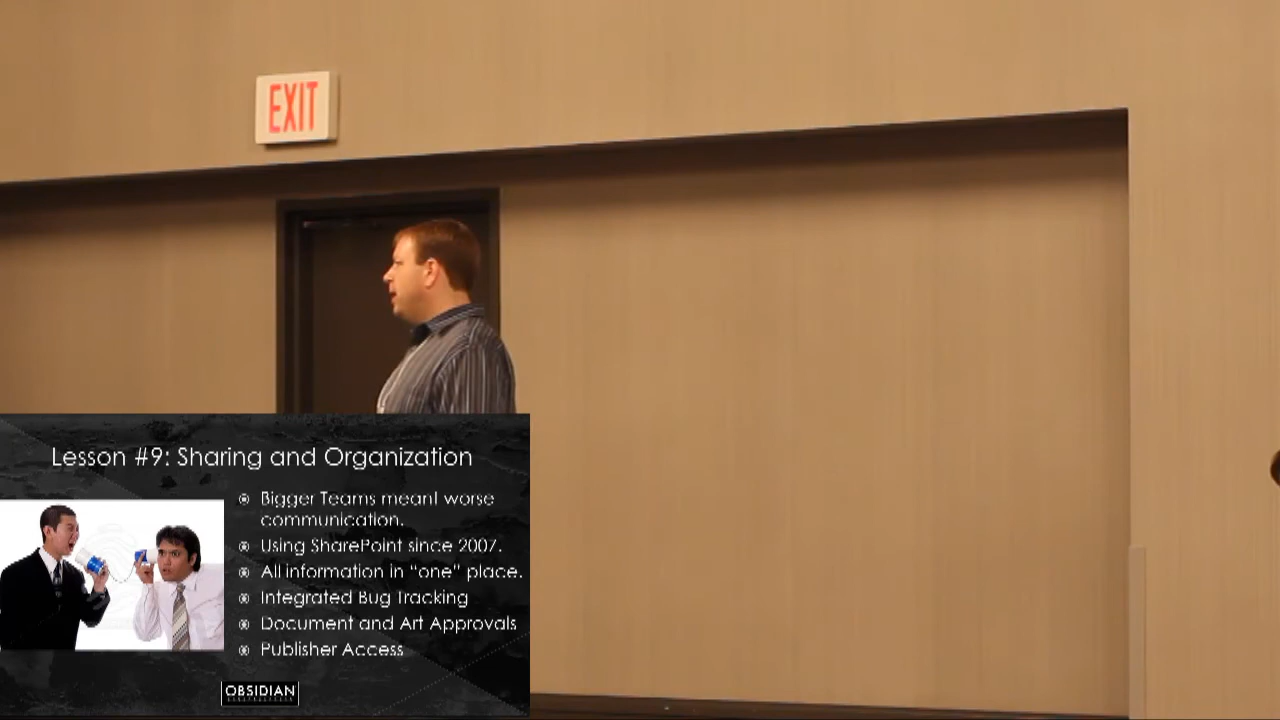 EXIT
Lesson #9: Sharing and Organization
Bigger Teams meant worse
communication.
Using SharePoint since 2007.
All information in “one” place.
Integrated Bug Tracking
Document and Art Approvals
Publisher Access
OBSIDIAN